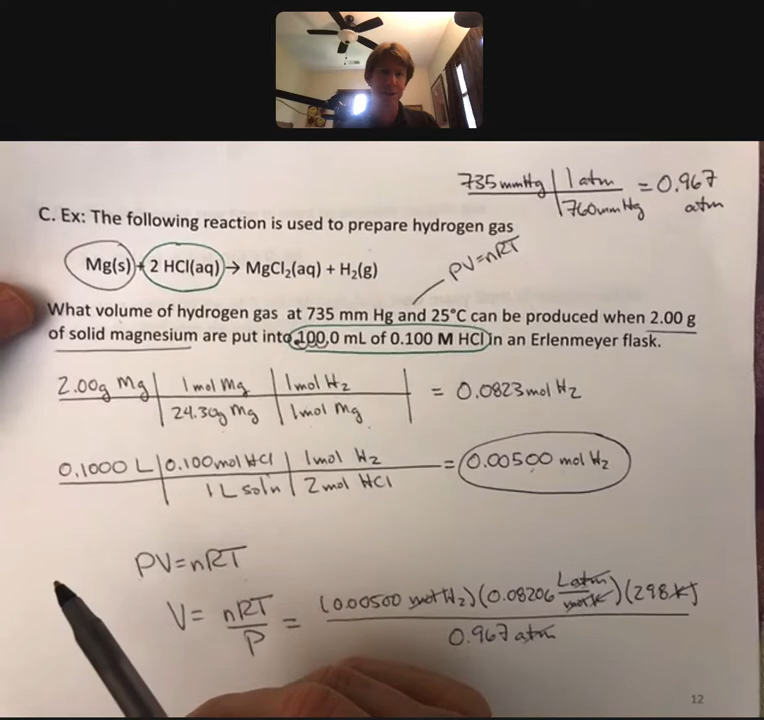 735 mmHg | 1 atm = 0.967 atm
760 mmHg
C. Ex: The following reaction is used to prepare hydrogen gas
Mg(s) + 2 HCl(aq) → MgCl₂(aq) + H₂(g)
PV=nRT
What volume of hydrogen gas at 735 mm Hg and 25°C can be produced when 2.00 g
of solid magnesium are put into 100.0 mL of 0.100 M HCl in an Erlenmeyer flask.
2.00g Mg | 1 mol Mg | 1 mol H₂ = 0.0823 mol H₂
24.30g Mg | 1 mol Mg
0.1000 L | 0.100 mol HCl | 1 mol H₂ = 0.00500 mol H₂
1 L soln | 2 mol HCl
PV=nRT
V = nRT/P = (0.00500 mol H₂)(0.08206 L atm/mol K)(298 K)
0.967 atm
12